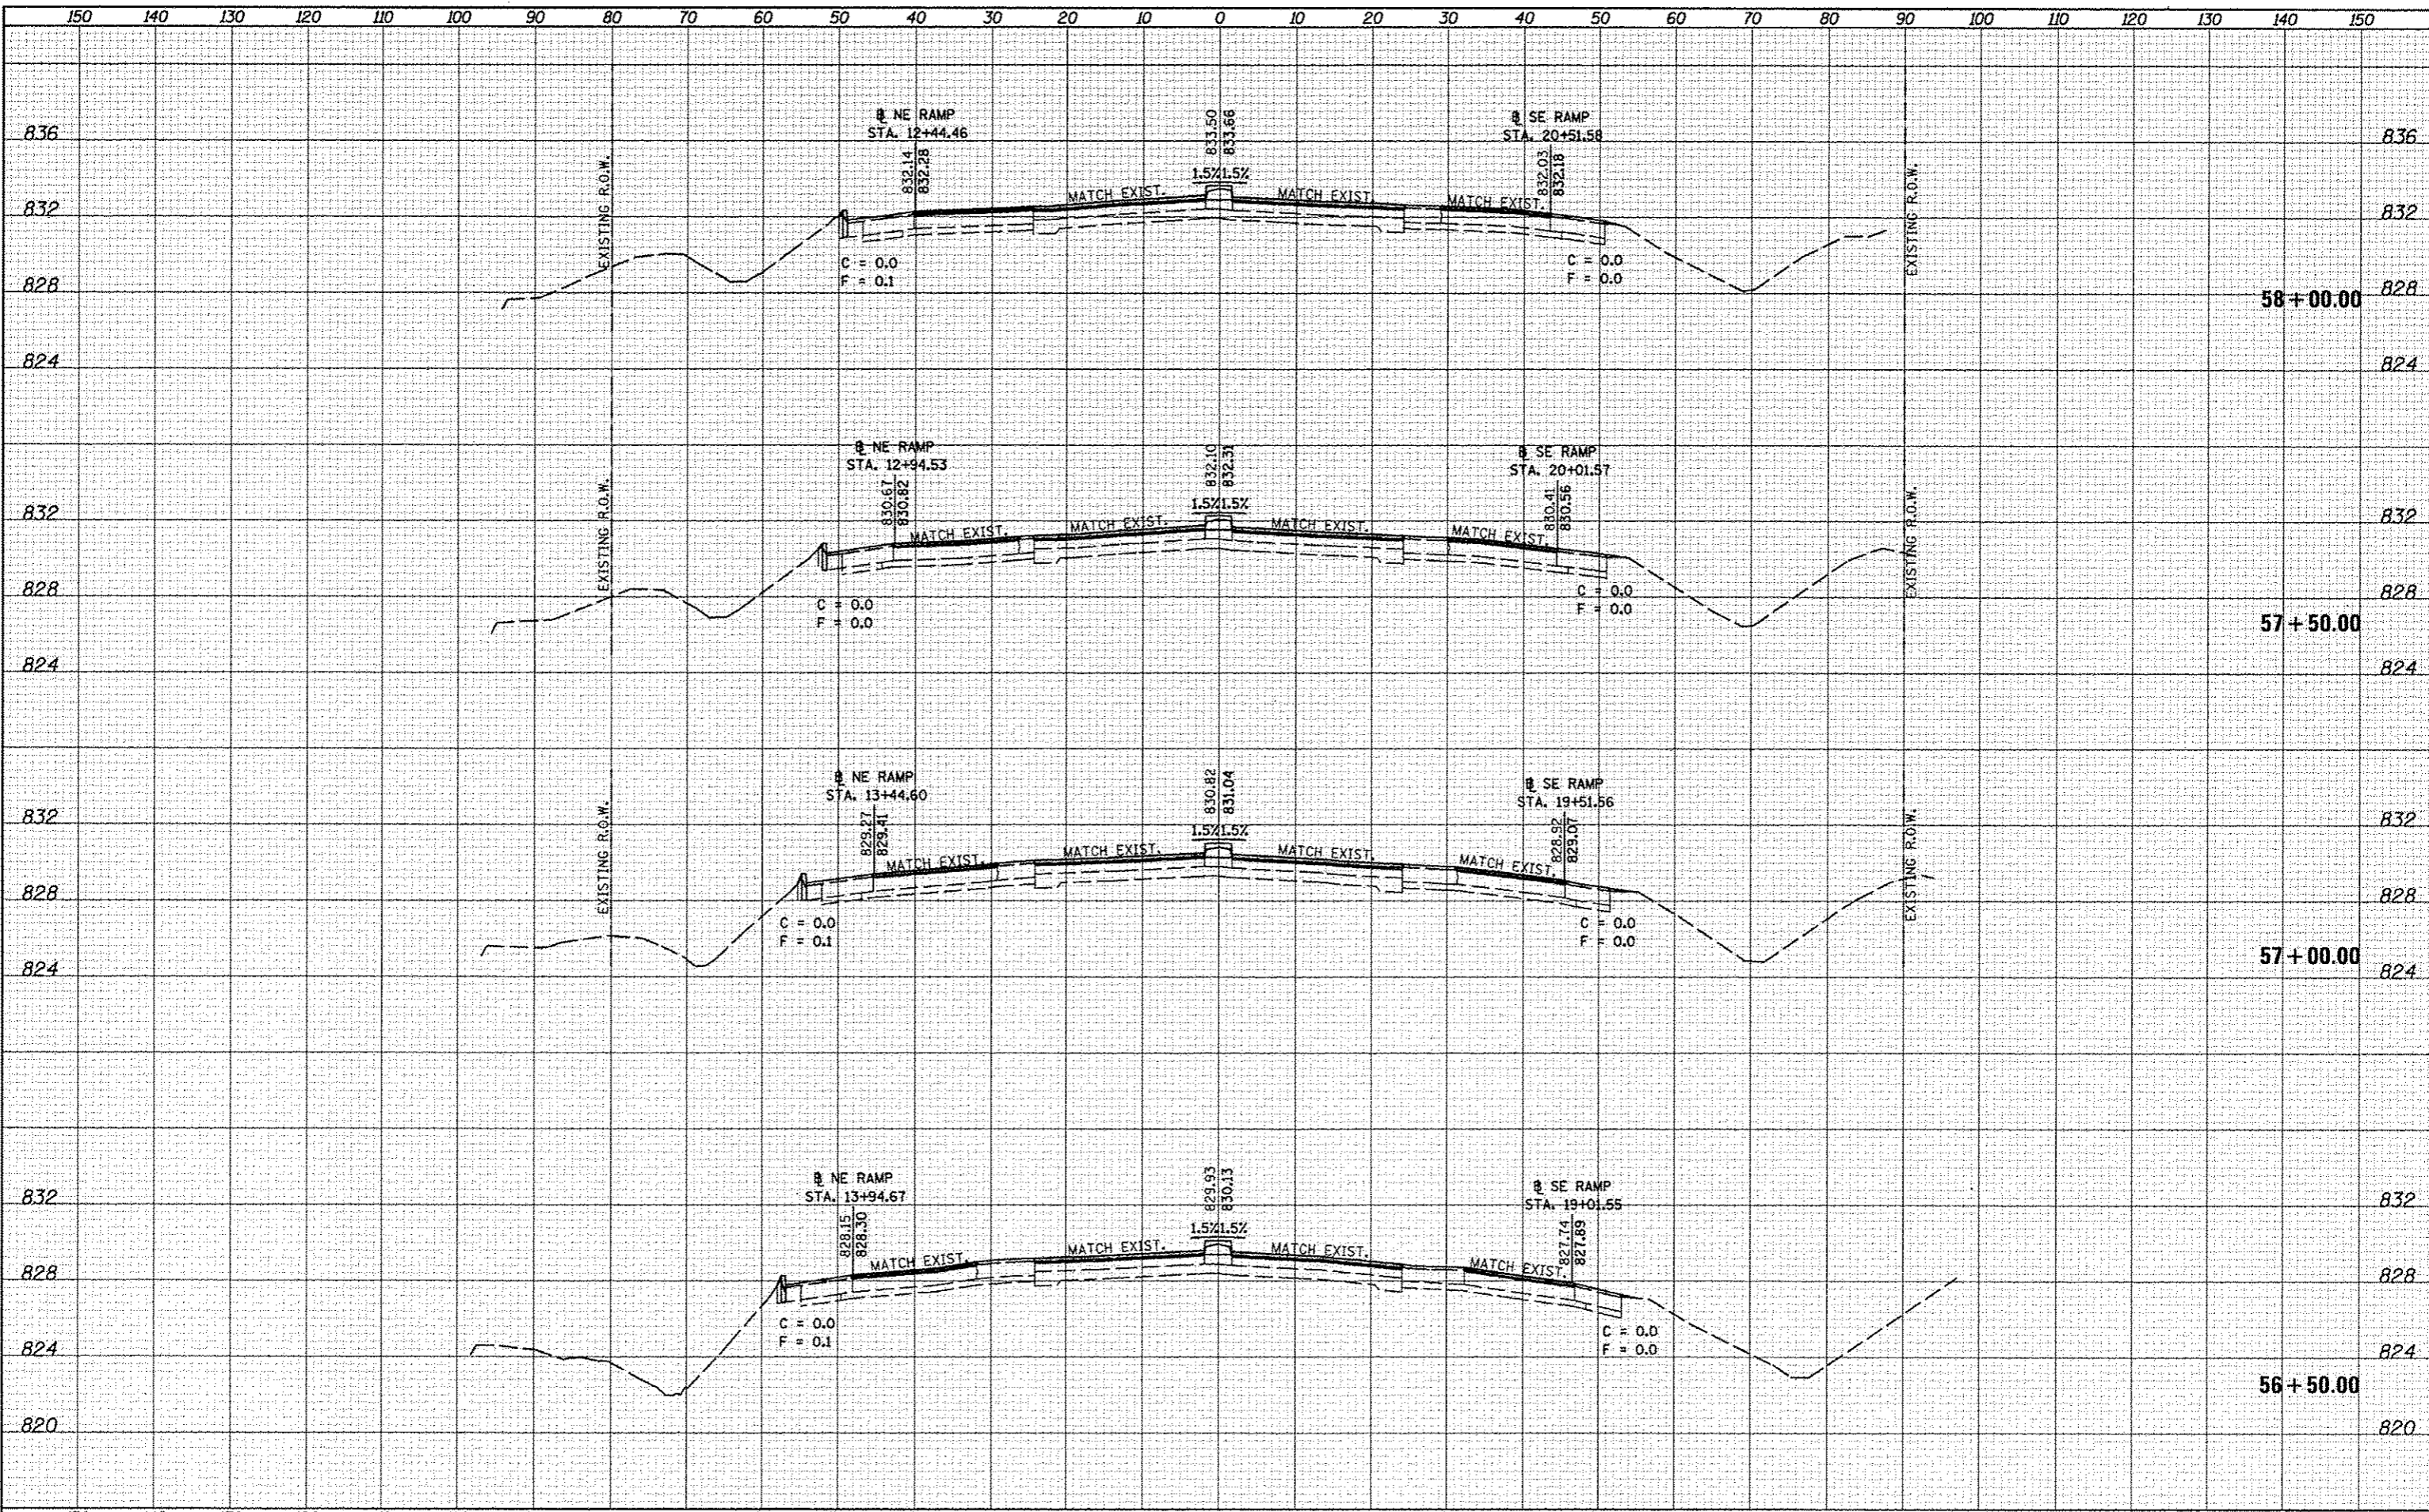 150 140 130 120 110 100 90 80 70 60 50 40 30 20 10 0 10 20 30 40 50 60 70 80 90 100 110 120 130 140 150
℄ NE RAMP
STA. 12+44.46
832.14
832.28
833.50
833.66
℄ SE RAMP
STA. 20+51.58
832.03
832.18
836 836
EXISTING R.O.W.
EXISTING R.O.W.
1.5% 1.5%
MATCH EXIST. MATCH EXIST. MATCH EXIST.
832 832
C = 0.0
F = 0.1
C = 0.0
F = 0.0
828 828
58+00.00
824 824
℄ NE RAMP
STA. 12+94.53
830.67
830.82
832.10
832.31
℄ SE RAMP
STA. 20+01.57
830.41
830.56
EXISTING R.O.W.
EXISTING R.O.W.
1.5% 1.5%
832 832
MATCH EXIST. MATCH EXIST. MATCH EXIST. MATCH EXIST.
828 828
C = 0.0
F = 0.0
C = 0.0
F = 0.0
57+50.00
824 824
℄ NE RAMP
STA. 13+44.60
829.27
829.41
830.82
831.04
℄ SE RAMP
STA. 19+51.56
828.92
829.07
832 832
EXISTING R.O.W.
EXISTING R.O.W.
1.5% 1.5%
MATCH EXIST. MATCH EXIST. MATCH EXIST. MATCH EXIST.
828 828
C = 0.0
F = 0.1
C = 0.0
F = 0.0
57+00.00
824 824
℄ NE RAMP
STA. 13+94.67
828.15
828.30
829.93
830.13
℄ SE RAMP
STA. 19+01.55
827.74
827.89
832 832
1.5% 1.5%
MATCH EXIST. MATCH EXIST. MATCH EXIST. MATCH EXIST.
828 828
C = 0.0
F = 0.1
C = 0.0
F = 0.0
824 824
56+50.00
820 820